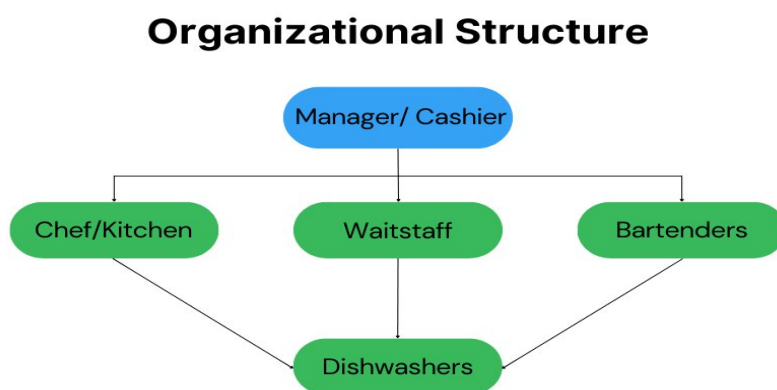 Organizational Structure
Manager/ Cashier
Chef/Kitchen
Waitstaff
Bartenders
Dishwashers